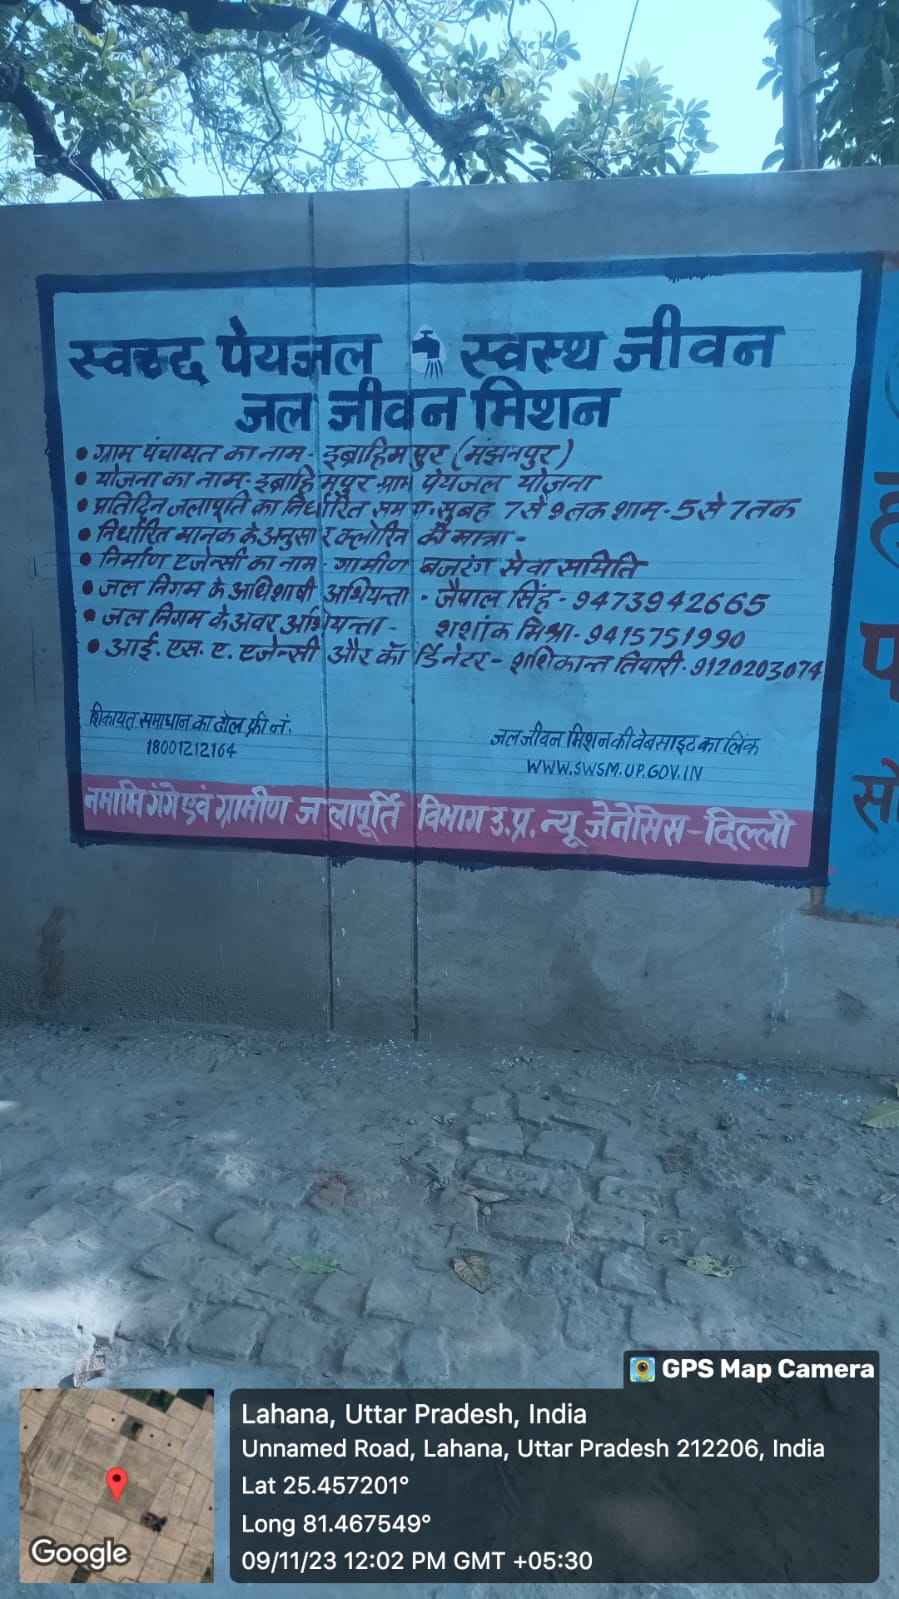 स्वच्छ पेयजल स्वस्थ जीवन
जल जीवन मिशन
• ग्राम पंचायत का नाम- इब्राहिमपुर (मंझनपुर)
• योजना का नाम- इब्राहिमपुर ग्राम पेयजल योजना
• प्रतिदिन जलापूर्ति का निर्धारित समय- सुबह 7 से 9 तक शाम- 5 से 7 तक
• निर्धारित मानक के अनुसार क्लोरिन की मात्रा -
• निर्माण एजेन्सी का नाम- ग्रामीण बजरंग सेवा समिति
• जल निगम के अधिशाषी अभियन्ता - जैपाल सिंह - 9473942665
• जल निगम के अवर अभियन्ता - शशांक मिश्रा - 9415751990
• आई. एस. ए. एजेन्सी और कॉर्डिनेटर - शशिकान्त तिवारी - 9120203074
शिकायत समाधान का टोल फ्री नं.
18001212164
जल जीवन मिशन की वेबसाइट का लिंक
WWW.SWSM.UP.GOV.IN
नमामि गंगे एवं ग्रामीण जलापूर्ति विभाग उ.प्र. न्यू जेनेसिस - दिल्ली
GPS Map Camera
Lahana, Uttar Pradesh, India
Unnamed Road, Lahana, Uttar Pradesh 212206, India
Lat 25.457201°
Long 81.467549°
09/11/23 12:02 PM GMT +05:30
Google